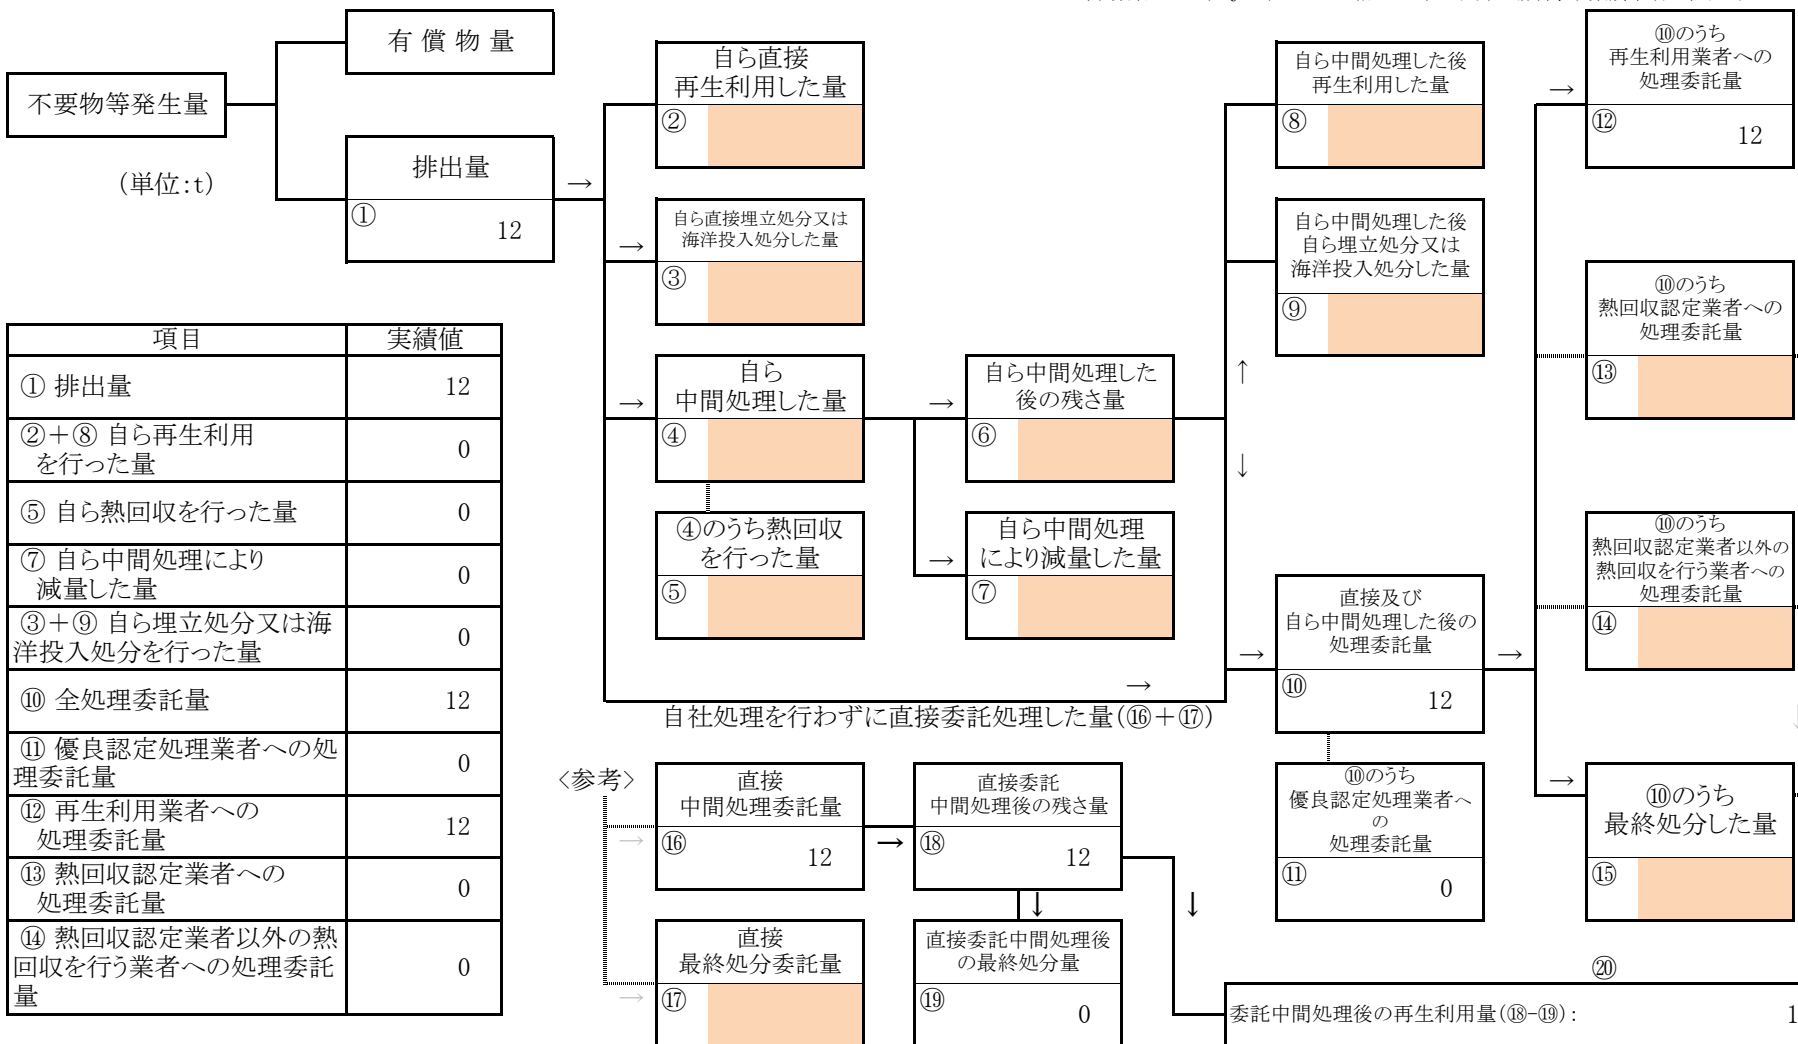 有償物量
不要物等発生量
(単位:t)
排出量
①
12
→
自ら直接
再生利用した量
②
→
自ら直接埋立処分又は
海洋投入処分した量
③
→
自ら
中間処理した量
④
④のうち熱回収
を行った量
⑤
→
自ら中間処理した
後の残さ量
⑥
→
自ら中間処理
により減量した量
⑦
自ら中間処理した後
再生利用した量
⑧
自ら中間処理した後
自ら埋立処分又は
海洋投入処分した量
⑨
↑
↓
→
直接及び
自ら中間処理した後の
処理委託量
⑩
12
→
⑩のうち
優良認定処理業者へ
の
処理委託量
⑪
0
→
⑩のうち
再生利用業者への
処理委託量
⑫
12
⑩のうち
熱回収認定業者への
処理委託量
⑬
⑩のうち
熱回収認定業者以外の
熱回収を行う業者への
処理委託量
⑭
→
⑩のうち
最終処分した量
⑮
→
自社処理を行わずに直接委託処理した量(⑯+⑰)
項目 実績値
① 排出量 12
②+⑧ 自ら再生利用
を行った量 0
⑤ 自ら熱回収を行った量 0
⑦ 自ら中間処理により
減量した量 0
③+⑨ 自ら埋立処分又は海
洋投入処分を行った量 0
⑩ 全処理委託量 12
⑪ 優良認定処理業者への処
理委託量 0
⑫ 再生利用業者への
処理委託量 12
⑬ 熱回収認定業者への
処理委託量 0
⑭ 熱回収認定業者以外の熱
回収を行う業者への処理委託
量 0
〈参考〉
→
直接
中間処理委託量
⑯
12
→
直接委託
中間処理後の残さ量
⑱
12
↓
↓
→
直接
最終処分委託量
⑰
直接委託中間処理後
の最終処分量
⑲
0
⑳
委託中間処理後の再生利用量(⑱-⑲):